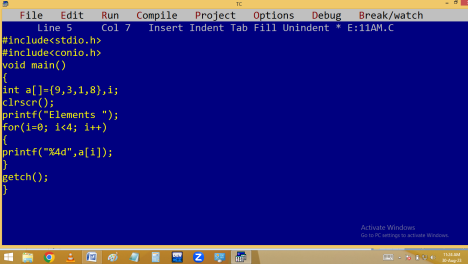 TC
File Edit Run Compile Project Options Debug Break/watch
Line 5 Col 7 Insert Indent Tab Fill Unindent * E:11AM.C
#include<stdio.h>
#include<conio.h>
void main()
{
int a[]={9,3,1,8},i;
clrscr();
printf("Elements ");
for(i=0; i<4; i++)
{
printf("%4d",a[i]);
}
getch();
}
Activate Windows
Go to PC settings to activate Windows.